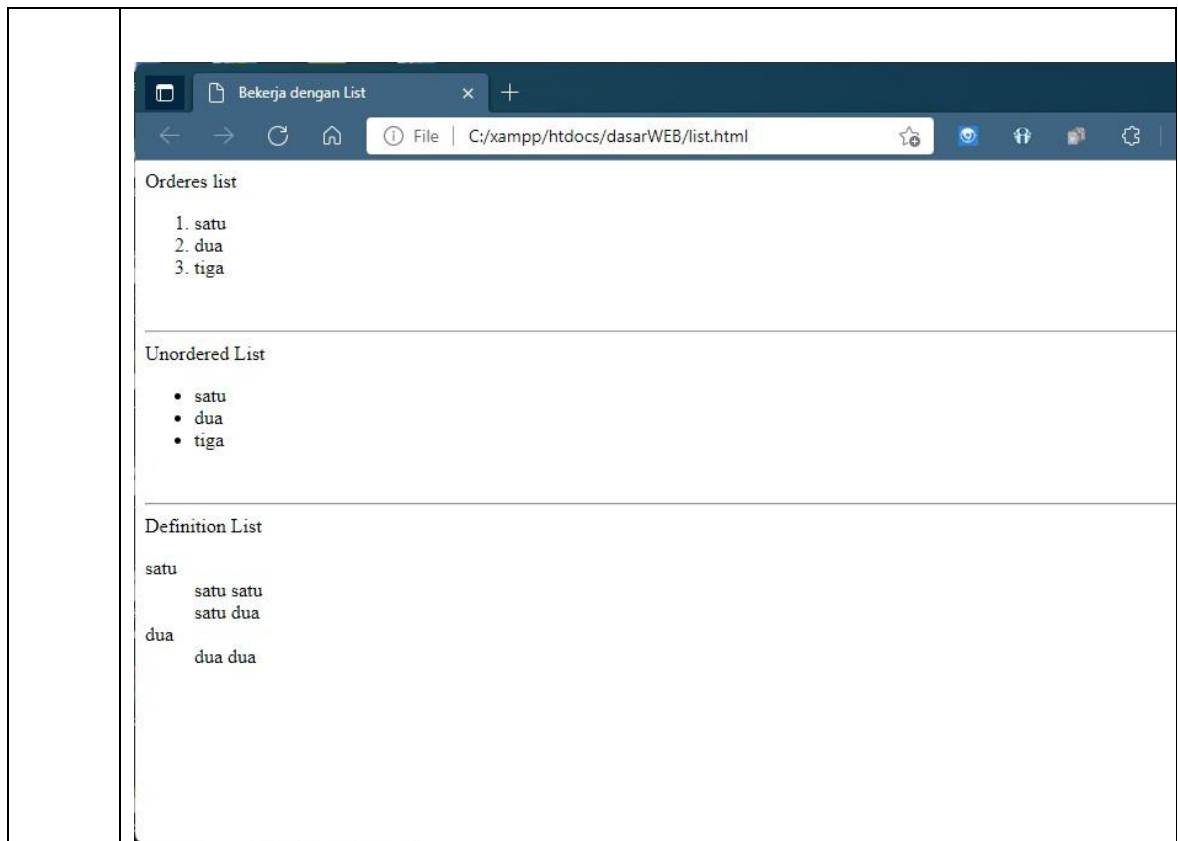 Bekerja dengan List
File | C:/xampp/htdocs/dasarWEB/list.html
Orderes list
1. satu
2. dua
3. tiga
Unordered List
• satu
• dua
• tiga
Definition List
satu
satu satu
satu dua
dua
dua dua